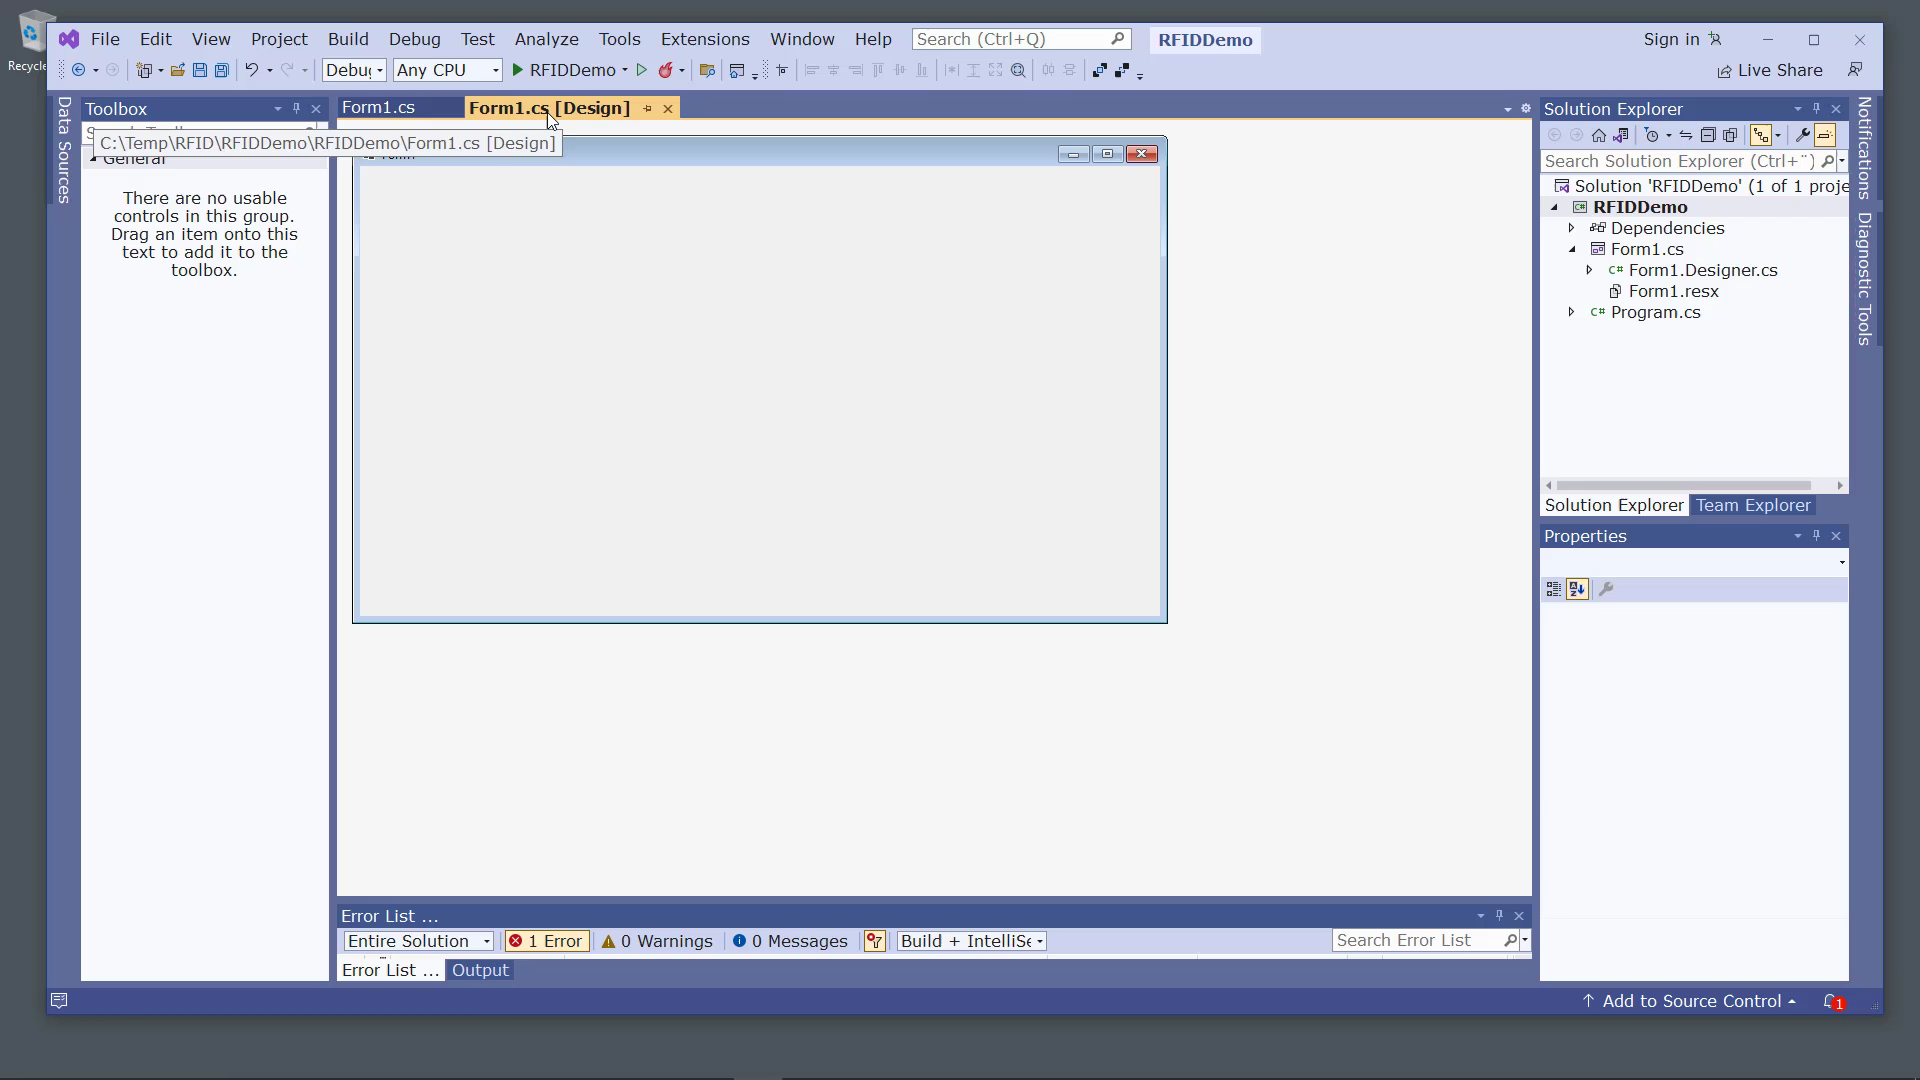 Recycle
File Edit View Project Build Debug Test Analyze Tools Extensions Window Help Search (Ctrl+Q) RFIDDemo Sign in
Debug Any CPU RFIDDemo Live Share
Data Sources
Toolbox
General
There are no usable
controls in this group.
Drag an item onto this
text to add it to the
toolbox.
Form1.cs Form1.cs [Design]
C:\Temp\RFID\RFIDDemo\RFIDDemo\Form1.cs [Design]
Solution Explorer
Search Solution Explorer (Ctrl+¨)
Solution 'RFIDDemo' (1 of 1 proje
RFIDDemo
Dependencies
Form1.cs
Form1.Designer.cs
Form1.resx
Program.cs
Solution Explorer Team Explorer
Properties
Notifications
Diagnostic Tools
Error List ...
Entire Solution 1 Error 0 Warnings 0 Messages Build + IntelliSe Search Error List
Error List ... Output
Add to Source Control 1